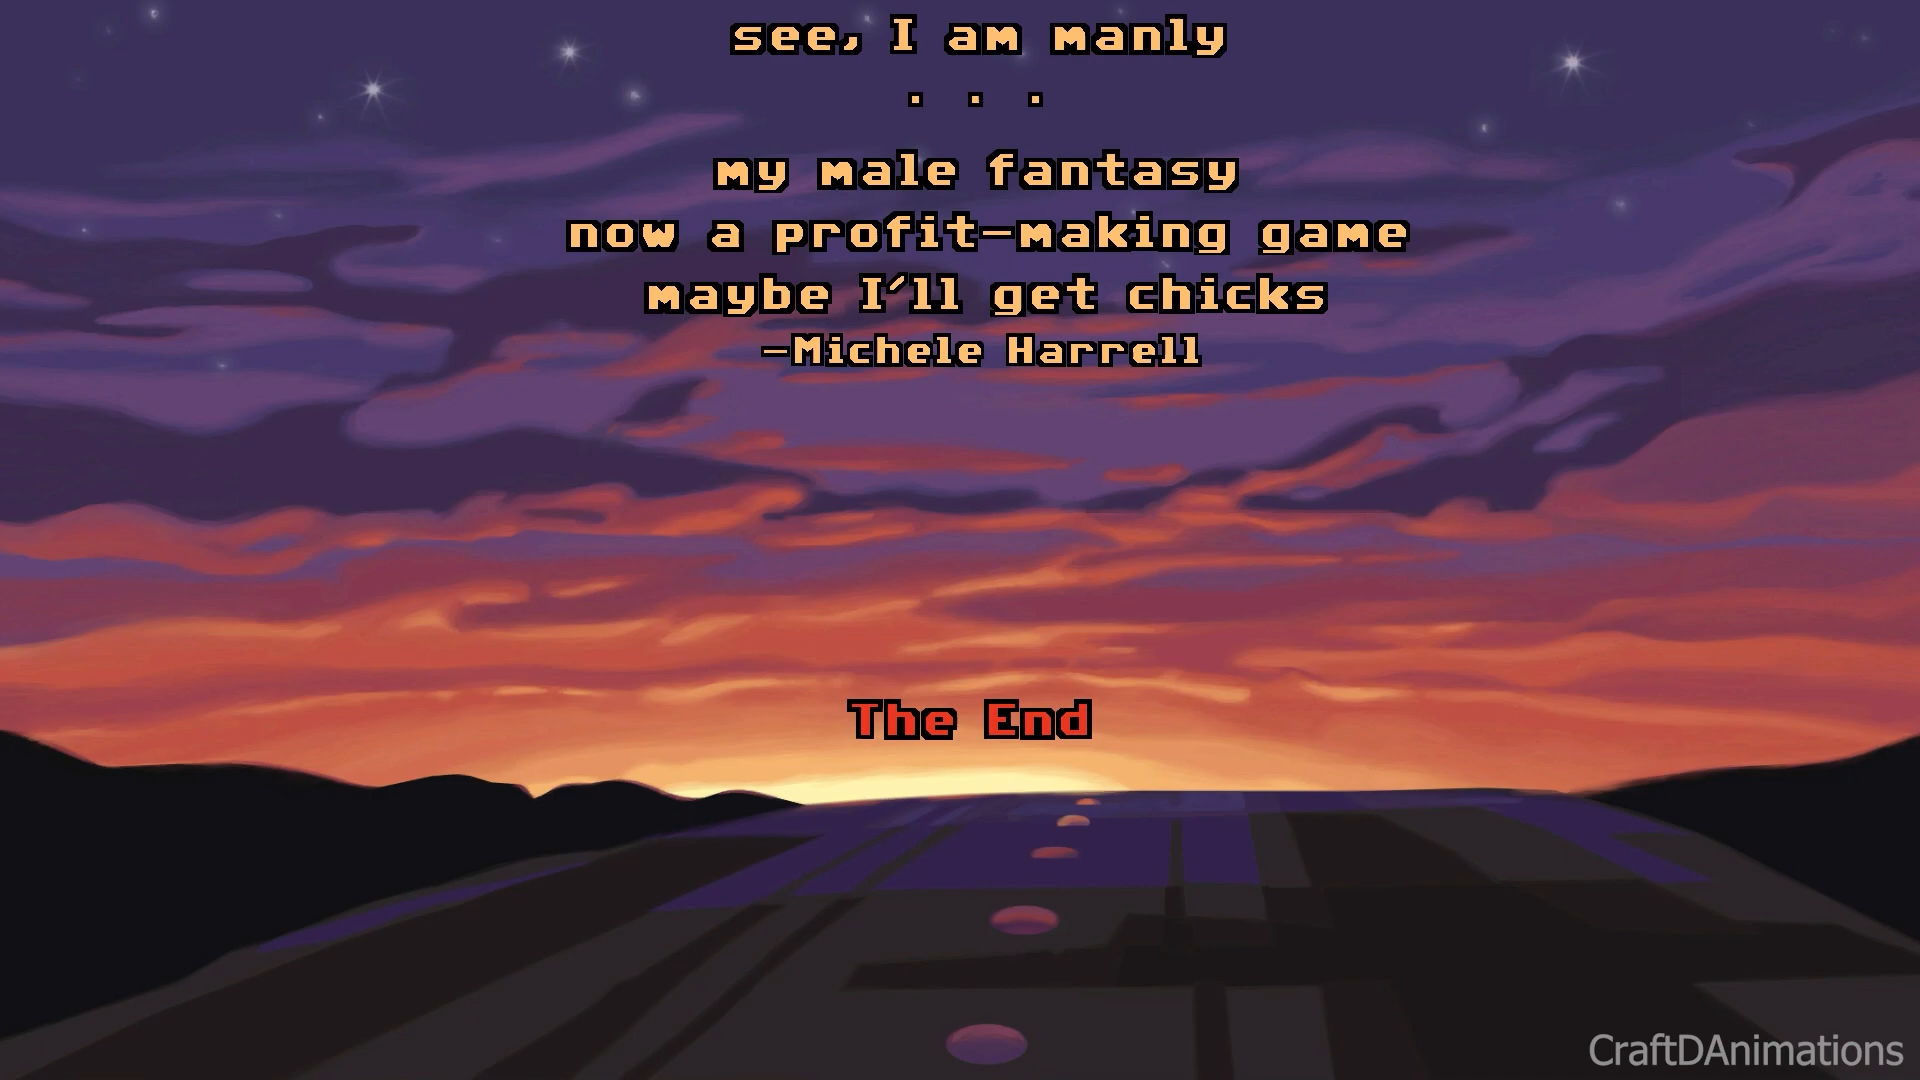 see, I am manly
. . .
my male fantasy
now a profit-making game
maybe I'll get chicks
-Michele Harrell
The End
CraftDAnimations